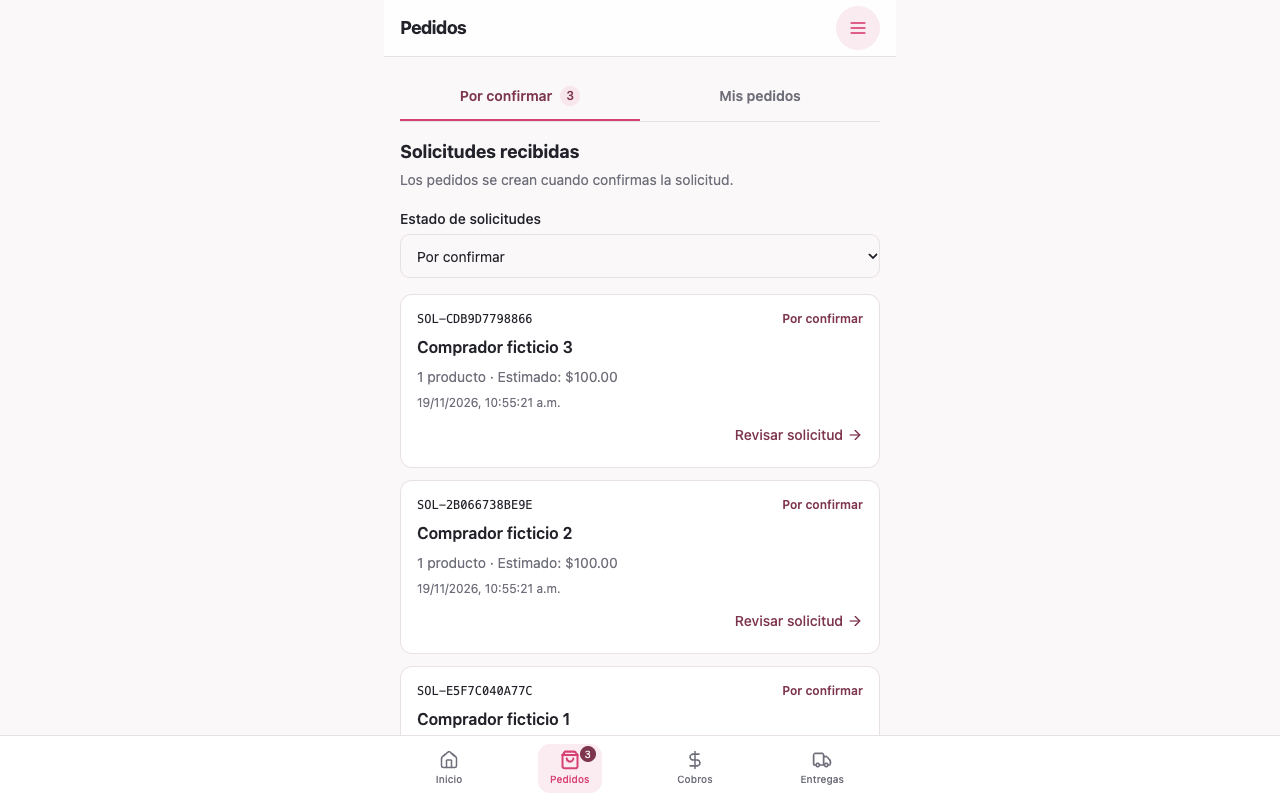 Pedidos
Por confirmar 3
Mis pedidos
Solicitudes recibidas
Los pedidos se crean cuando confirmas la solicitud.
Estado de solicitudes
Por confirmar
SOL-CDB9D7798866 Por confirmar
Comprador ficticio 3
1 producto · Estimado: $100.00
19/11/2026, 10:55:21 a.m.
Revisar solicitud →
SOL-2B066738BE9E Por confirmar
Comprador ficticio 2
1 producto · Estimado: $100.00
19/11/2026, 10:55:21 a.m.
Revisar solicitud →
SOL-E5F7C040A77C Por confirmar
Comprador ficticio 1
Inicio
3
Pedidos
Cobros
Entregas